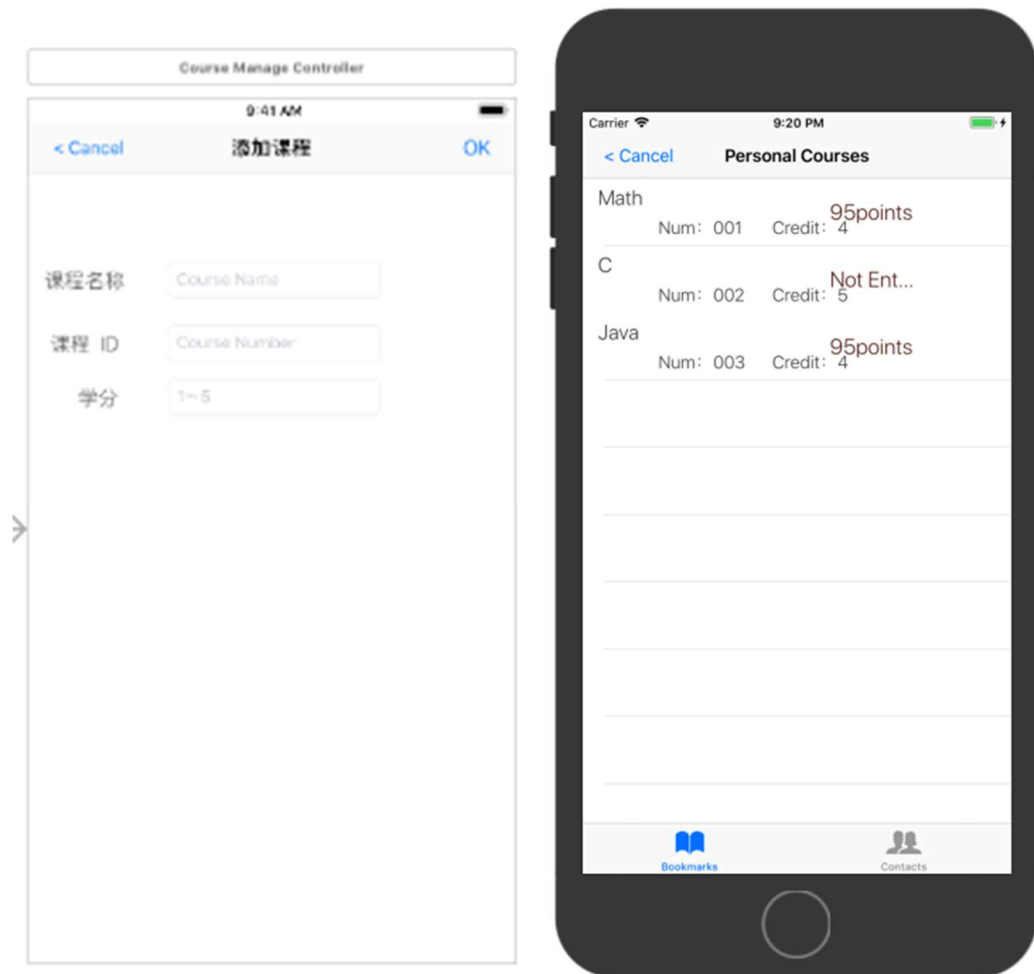 Course Manage Controller
9:41 AM
< Cancel 添加课程 OK
课程名称 Course Name
课程 ID Course Number
学分 1~5
Carrier 9:20 PM
< Cancel Personal Courses
Math
95points
Num: 001 Credit: 4
C
Not Ent...
Num: 002 Credit: 5
Java
95points
Num: 003 Credit: 4
Bookmarks Contacts